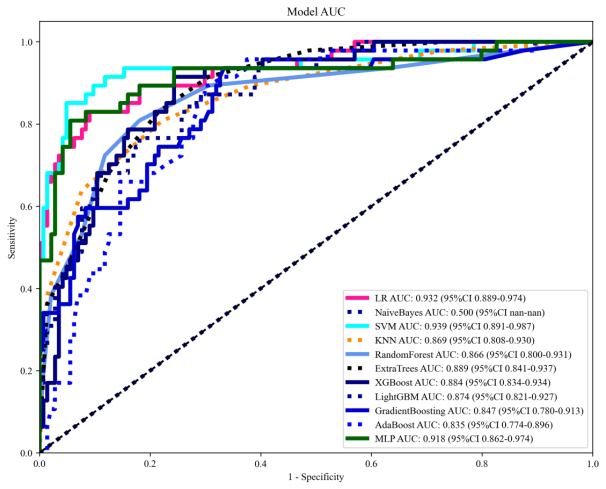 Model AUC
1.0
0.8
0.6
0.4
0.2
0.0
Sensitivity
LR AUC: 0.932 (95%CI 0.889-0.974)
NaiveBayes AUC: 0.500 (95%CI nan-nan)
SVM AUC: 0.939 (95%CI 0.891-0.987)
KNN AUC: 0.869 (95%CI 0.808-0.930)
RandomForest AUC: 0.866 (95%CI 0.800-0.931)
ExtraTrees AUC: 0.889 (95%CI 0.841-0.937)
XGBoost AUC: 0.884 (95%CI 0.834-0.934)
LightGBM AUC: 0.874 (95%CI 0.821-0.927)
GradientBoosting AUC: 0.847 (95%CI 0.780-0.913)
AdaBoost AUC: 0.835 (95%CI 0.774-0.896)
MLP AUC: 0.918 (95%CI 0.862-0.974)
0.0 0.2 0.4 0.6 0.8 1.0
1 - Specificity